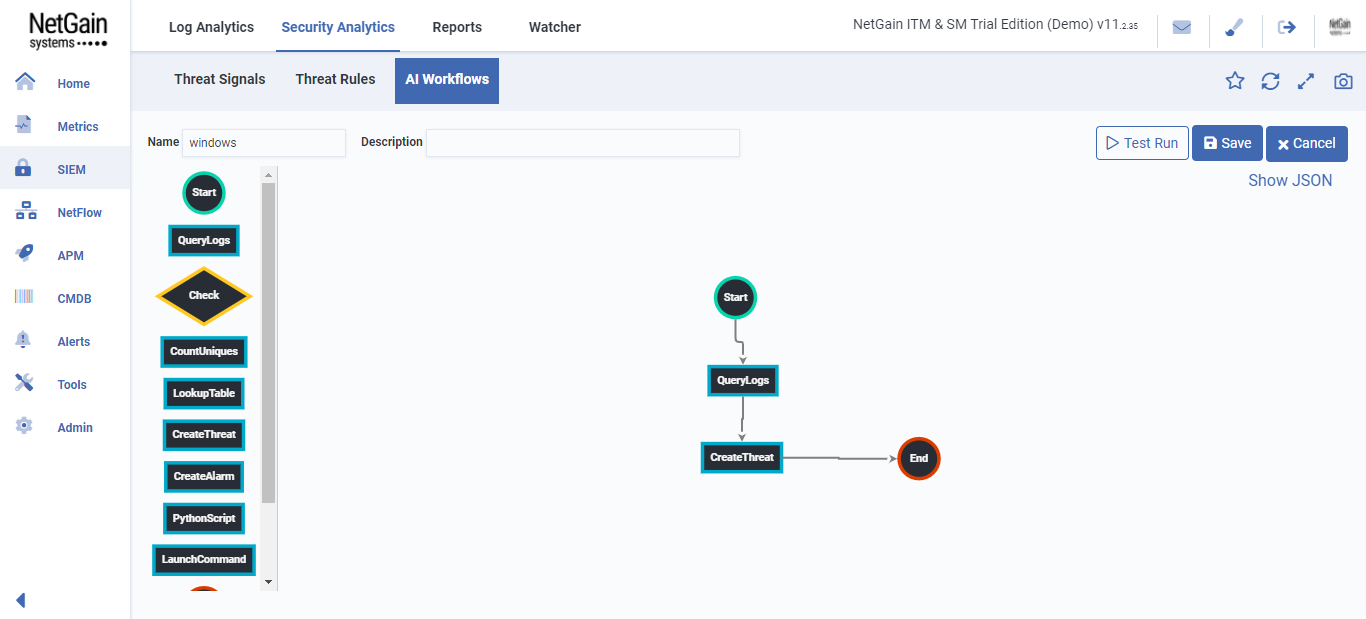 NetGain
systems
Log Analytics
Security Analytics
Reports
Watcher
NetGain ITM & SM Trial Edition (Demo) v11.2.35
NetGain
Threat Signals
Threat Rules
AI Workflows
Home
Metrics
SIEM
NetFlow
APM
CMDB
Alerts
Tools
Admin
Name
windows
Description
Test Run
Save
Cancel
Show JSON
Start
QueryLogs
Check
CountUniques
LookupTable
CreateThreat
CreateAlarm
PythonScript
LaunchCommand
Start
QueryLogs
CreateThreat
End